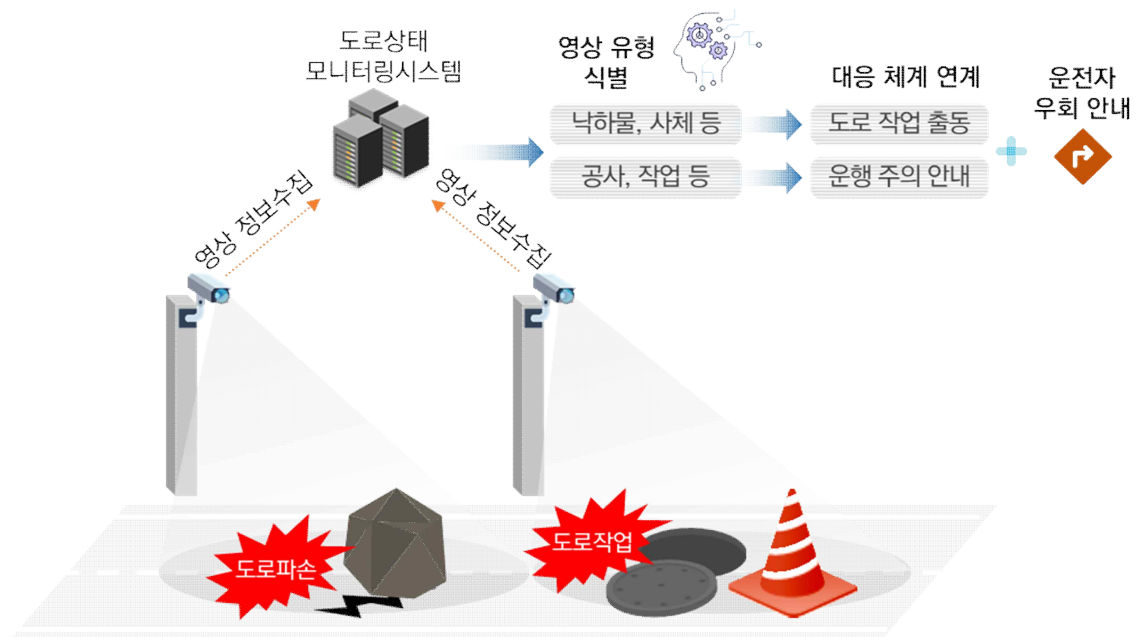 도로상태
모니터링시스템
영상 유형
식별
대응 체계 연계
운전자
우회 안내
낙하물, 사체 등
도로 작업 출동
공사, 작업 등
운행 주의 안내
영상 정보수집
영상 정보수집
도로파손
도로작업